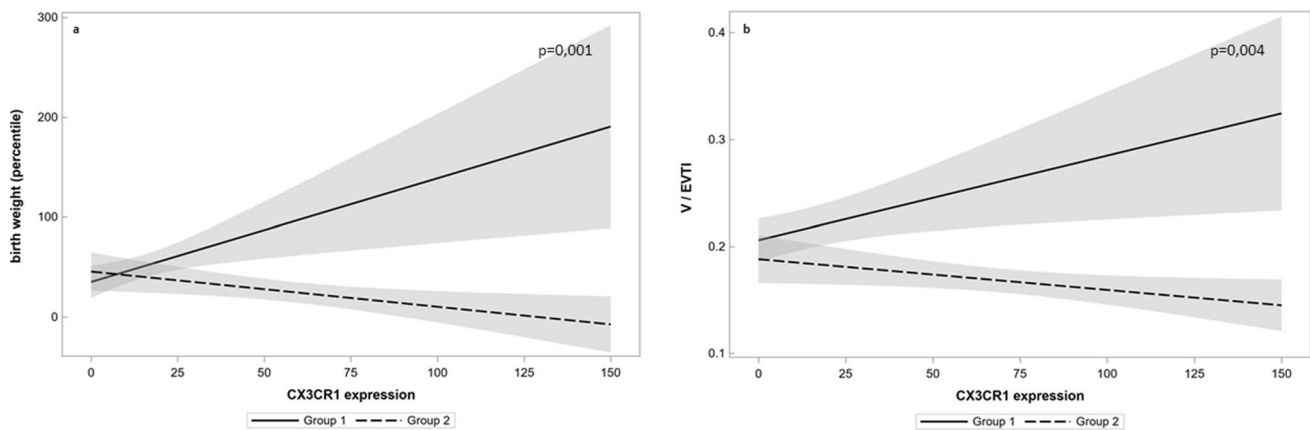 a
p=0,001
birth weight (percentile)
300
200
100
0
0 25 50 75 100 125 150
CX3CR1 expression
Group 1 Group 2
b
p=0,004
V / EVTI
0.4
0.3
0.2
0.1
0 25 50 75 100 125 150
CX3CR1 expression
Group 1 Group 2